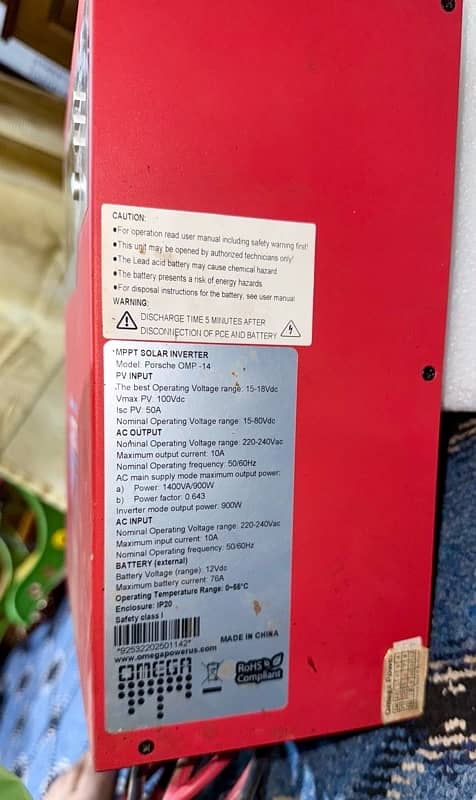 CAUTION:
•For operation read user manual including safety warning first!
•This unit may be opened by authorized technicians only!
•The Lead acid battery may cause chemical hazard
•The battery presents a risk of energy hazards
•For disposal instructions for the battery, see user manual
WARNING:
DISCHARGE TIME 5 MINUTES AFTER
DISCONNECTION OF PCE AND BATTERY
MPPT SOLAR INVERTER
Model: Porsche OMP -14
PV INPUT
The best Operating Voltage range: 15-18Vdc
Vmax PV: 100Vdc
Isc PV: 50A
Nominal Operating Voltage range: 15-80Vdc
AC OUTPUT
Nominal Operating Voltage range: 220-240Vac
Maximum output current: 10A
Nominal Operating frequency: 50/60Hz
AC main supply mode maximum output power:
a) Power: 1400VA/900W
b) Power factor: 0.643
Inverter mode output power: 900W
AC INPUT
Nominal Operating Voltage range: 220-240Vac
Maximum input current: 10A
Nominal Operating frequency: 50/60Hz
BATTERY (external)
Battery Voltage (range): 12Vdc
Maximum battery current: 76A
Operating Temperature Range: 0~55°C
Enclosure: IP20
Safety class I
*92532202501142*
MADE IN CHINA
www.omegapowerus.com
OMEGA
RoHS
Compliant
Omega Power